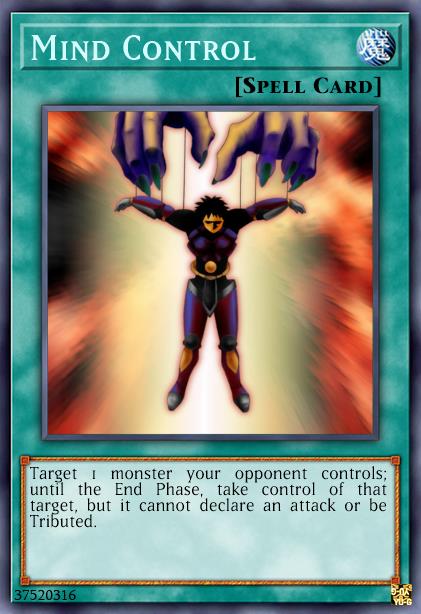 Mind Control
魔
[Spell Card]
Target 1 monster your opponent controls;
until the End Phase, take control of that
target, but it cannot declare an attack or be
Tributed.
37520316